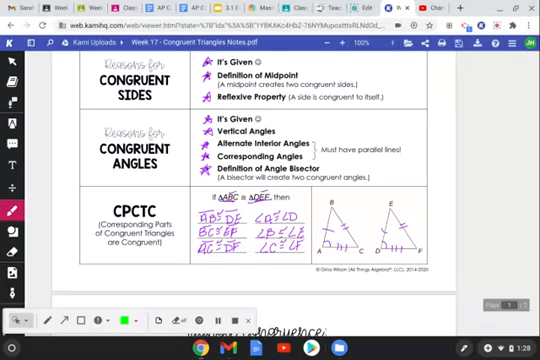 Kami Uploads ▸ Week 17 - Congruent Triangles Notes.pdf
100%
Reasons for
CONGRUENT
SIDES
It's Given ☺
Definition of Midpoint
(A midpoint creates two congruent sides.)
Reflexive Property (A side is congruent to itself.)
Reasons for
CONGRUENT
ANGLES
It's Given ☺
Vertical Angles
Alternate Interior Angles
Corresponding Angles
Must have parallel lines!
Definition of Angle Bisector
(A bisector will create two congruent angles.)
CPCTC
(Corresponding Parts
of Congruent Triangles
are Congruent)
If △ABC ≅ △DEF, then
AB ≅ DE ∠A ≅ ∠D
BC ≅ EF ∠B ≅ ∠E
AC ≅ DF ∠C ≅ ∠F
B E
A C D F
© Gina Wilson (All Things Algebra®, LLC), 2014-2020
1:28